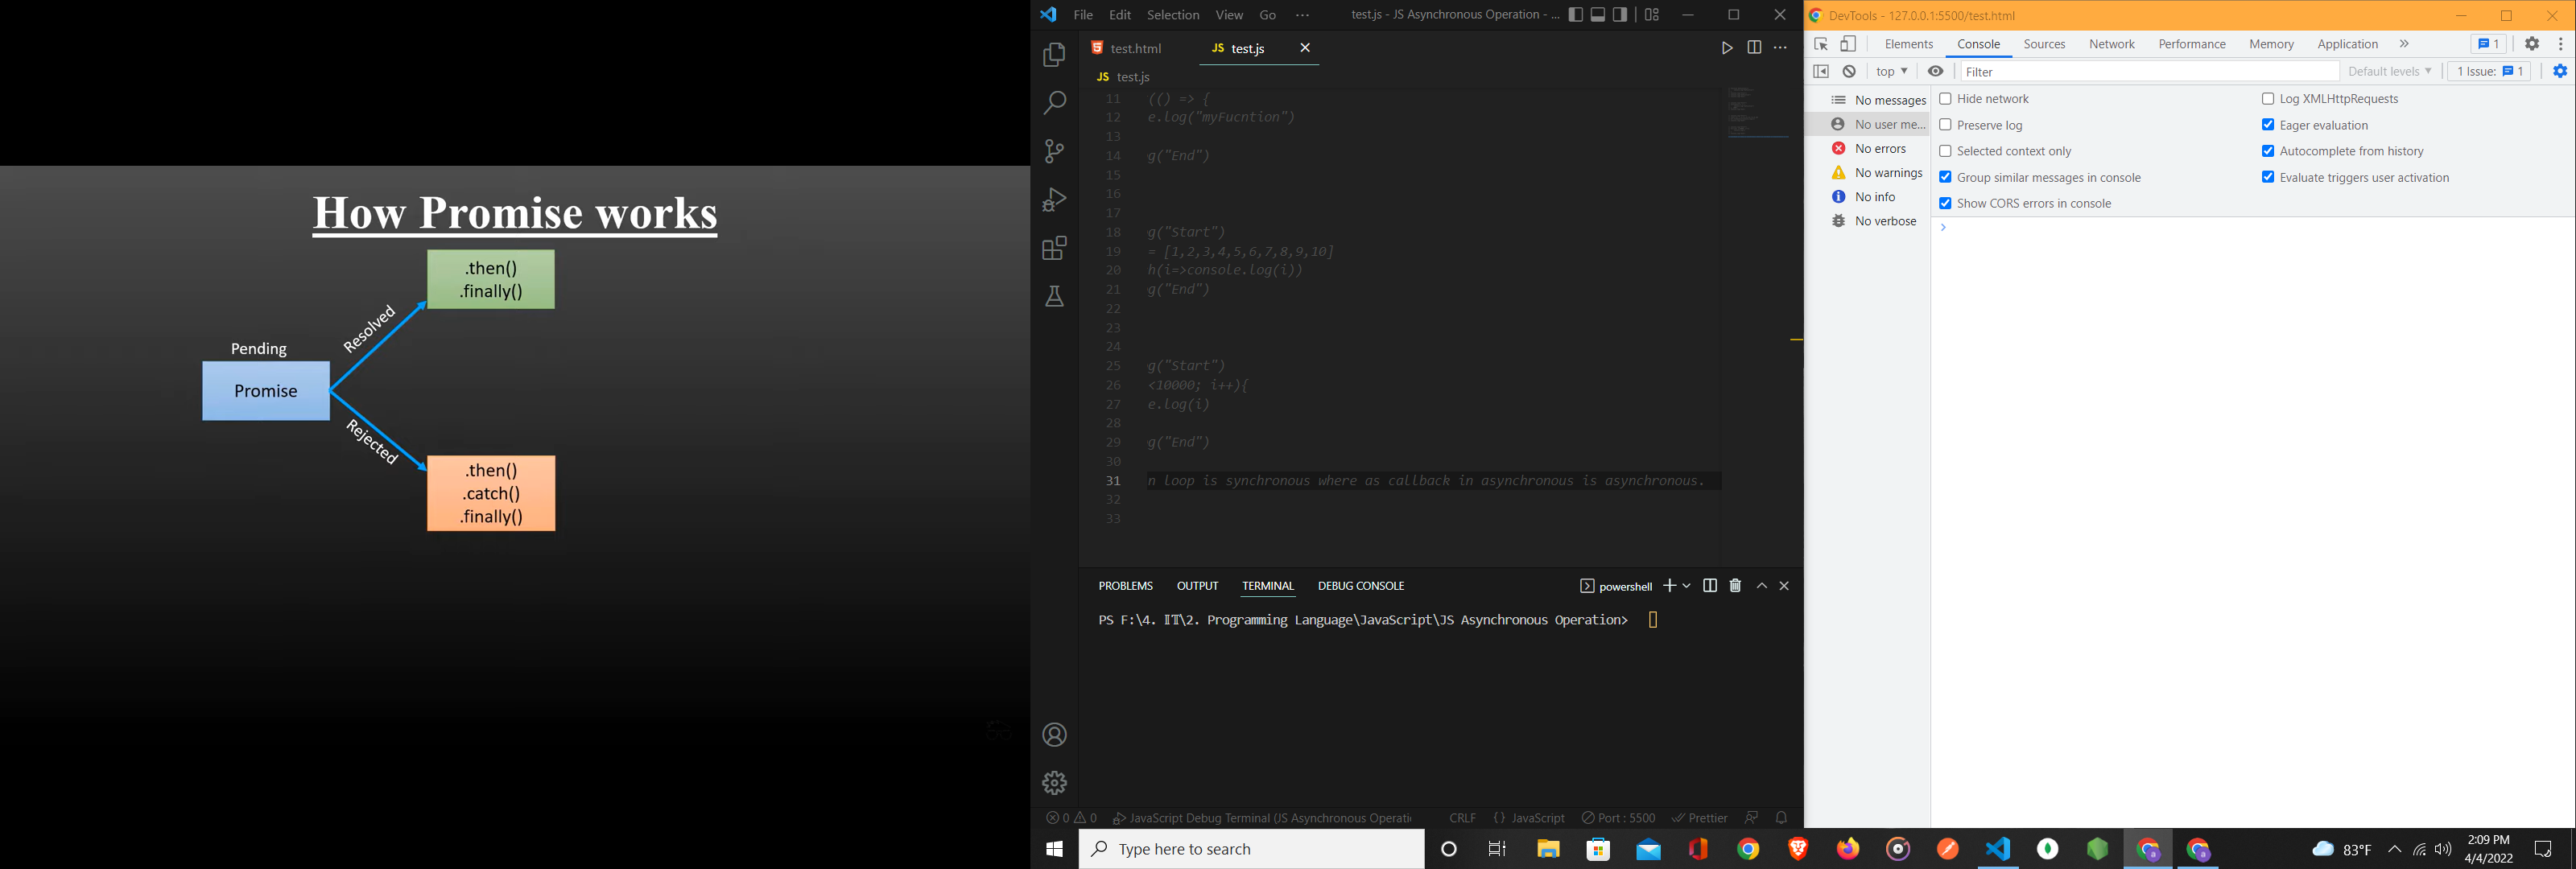 How Promise works
.then()
.finally()
Resolved
Pending
Promise
Rejected
.then()
.catch()
.finally()
File Edit Selection View Go ··· test.js - JS Asynchronous Operation - ...
test.html JS test.js
JS test.js
11 (() => {
12 e.log("myFucntion")
13
14 g("End")
15
16
17
18 g("Start")
19 = [1,2,3,4,5,6,7,8,9,10]
20 h(i=>console.log(i))
21 g("End")
22
23
24
25 g("Start")
26 <10000; i++){
27 e.log(i)
28
29 g("End")
30
31 n loop is synchronous where as callback in asynchronous is asynchronous.
32
33
PROBLEMS OUTPUT TERMINAL DEBUG CONSOLE powershell
PS F:\4. IT\2. Programming Language\JavaScript\JS Asynchronous Operation>
0 0 JavaScript Debug Terminal (JS Asynchronous Operati CRLF {} JavaScript Port : 5500 Prettier
DevTools - 127.0.0.1:5500/test.html
Elements Console Sources Network Performance Memory Application » 1
top Filter Default levels 1 Issue: 1
No messages
No user me...
No errors
No warnings
No info
No verbose
Hide network
Preserve log
Selected context only
Group similar messages in console
Show CORS errors in console
Log XMLHttpRequests
Eager evaluation
Autocomplete from history
Evaluate triggers user activation
Type here to search
83°F
2:09 PM
4/4/2022